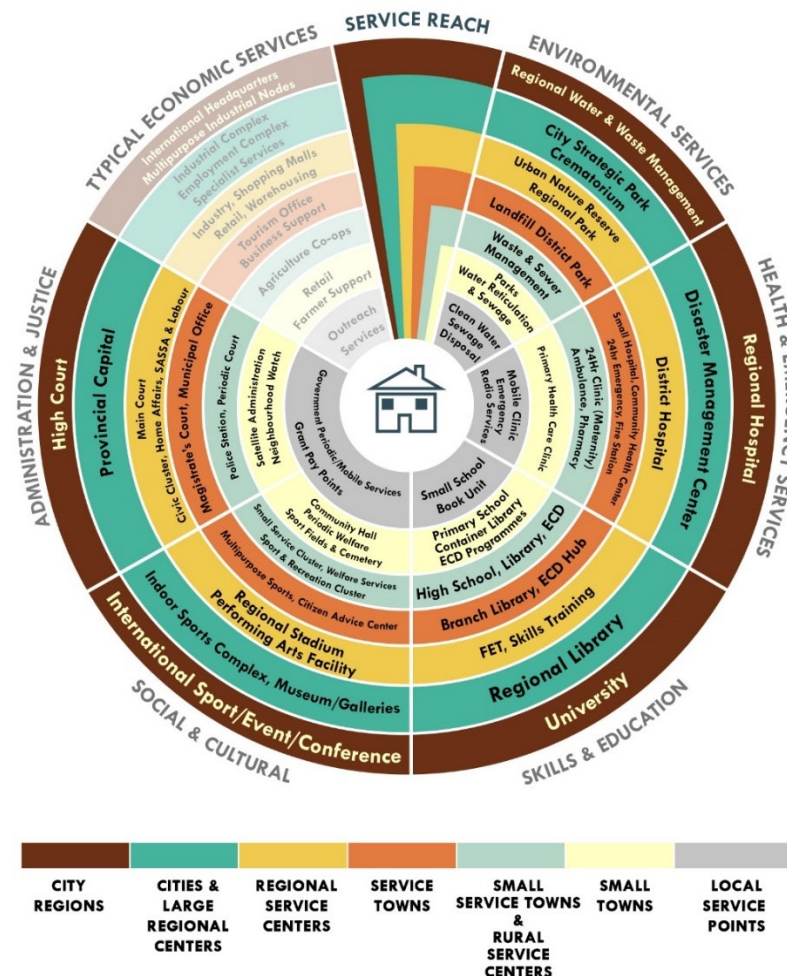 SERVICE REACH
ENVIRONMENTAL SERVICES
Regional Water & Waste Management
City Strategic Park
Crematorium
Urban Nature Reserve
Regional Park
Landfill District Park
Waste & Sewer
Management
Parks
Water Reticulation
& Sewage
Clean Water
Sewage
Disposal
HEALTH & EMERGENCY SERVICES
Regional Hospital
Disaster Management Center
District Hospital
Small Hospital, Community Health Center
24hr Emergency, Fire Station
24Hr Clinic (Maternity)
Ambulance, Pharmacy
Primary Health Care Clinic
Mobile Clinic
Emergency
Radio Services
SKILLS & EDUCATION
University
Regional Library
FET, Skills Training
Branch Library, ECD Hub
High School, Library, ECD
Primary School
Container Library
ECD Programmes
Small School
Book Unit
SOCIAL & CULTURAL
International Sport/Event/Conference
Indoor Sports Complex, Museum/Galleries
Regional Stadium
Performing Arts Facility
Multipurpose Sports, Citizen Advice Center
Small Service Cluster, Welfare Services
Sport & Recreation Cluster
Community Hall
Periodic Welfare
Sport Fields & Cemetery
Government Periodic/Mobile Services
Grant Pay Points
ADMINISTRATION & JUSTICE
High Court
Provincial Capital
Main Court
Civic Cluster, Home Affairs, SASSA & Labour
Magistrate's Court, Municipal Office
Police Station, Periodic Court
Satellite Administration
Neighbourhood Watch
TYPICAL ECONOMIC SERVICES
International Headquarters
Multipurpose Industrial Nodes
Industrial Complex
Employment Complex
Specialist Services
Industry, Shopping Malls
Retail, Warehousing
Tourism Office
Business Support
Agriculture Co-ops
Retail
Farmer Support
Outreach
Services
CITY
REGIONS
CITIES &
LARGE
REGIONAL
CENTERS
REGIONAL
SERVICE
CENTERS
SERVICE
TOWNS
SMALL
SERVICE TOWNS
&
RURAL
SERVICE
CENTERS
SMALL
TOWNS
LOCAL
SERVICE
POINTS